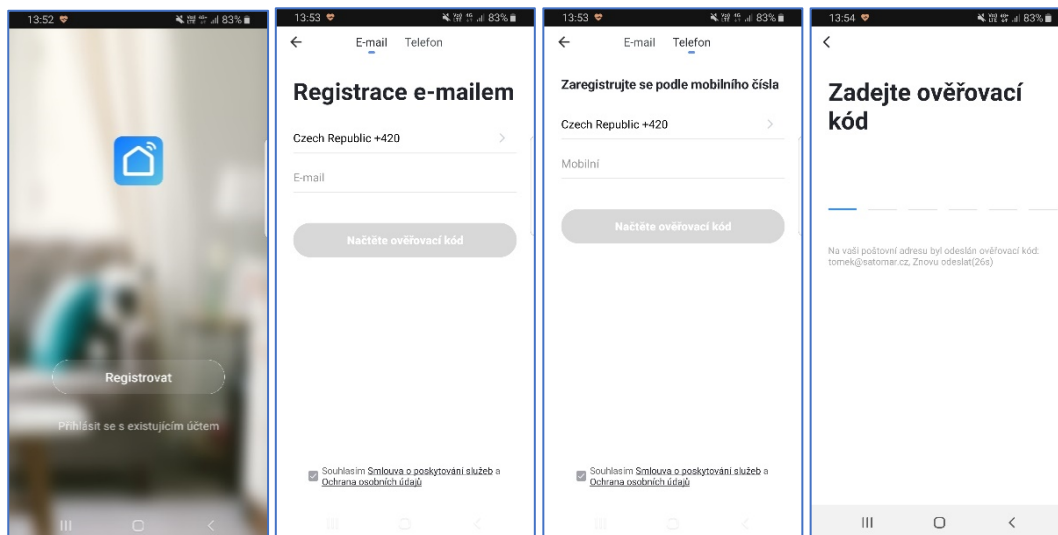 13:52
83%
Registrovat
Přihlásit se s existujícím účtem
13:53
83%
E-mail Telefon
Registrace e-mailem
Czech Republic +420
E-mail
Načtěte ověřovací kód
Souhlasím Smlouva o poskytování služeb a
Ochrana osobních údajů
13:53
83%
E-mail Telefon
Zaregistrujte se podle mobilního čísla
Czech Republic +420
Mobilní
Načtěte ověřovací kód
Souhlasím Smlouva o poskytování služeb a
Ochrana osobních údajů
13:54
83%
Zadejte ověřovací
kód
Na vaši poštovní adresu byl odeslán ověřovací kód:
tomek@satomar.cz, Znovu odeslat(26s)